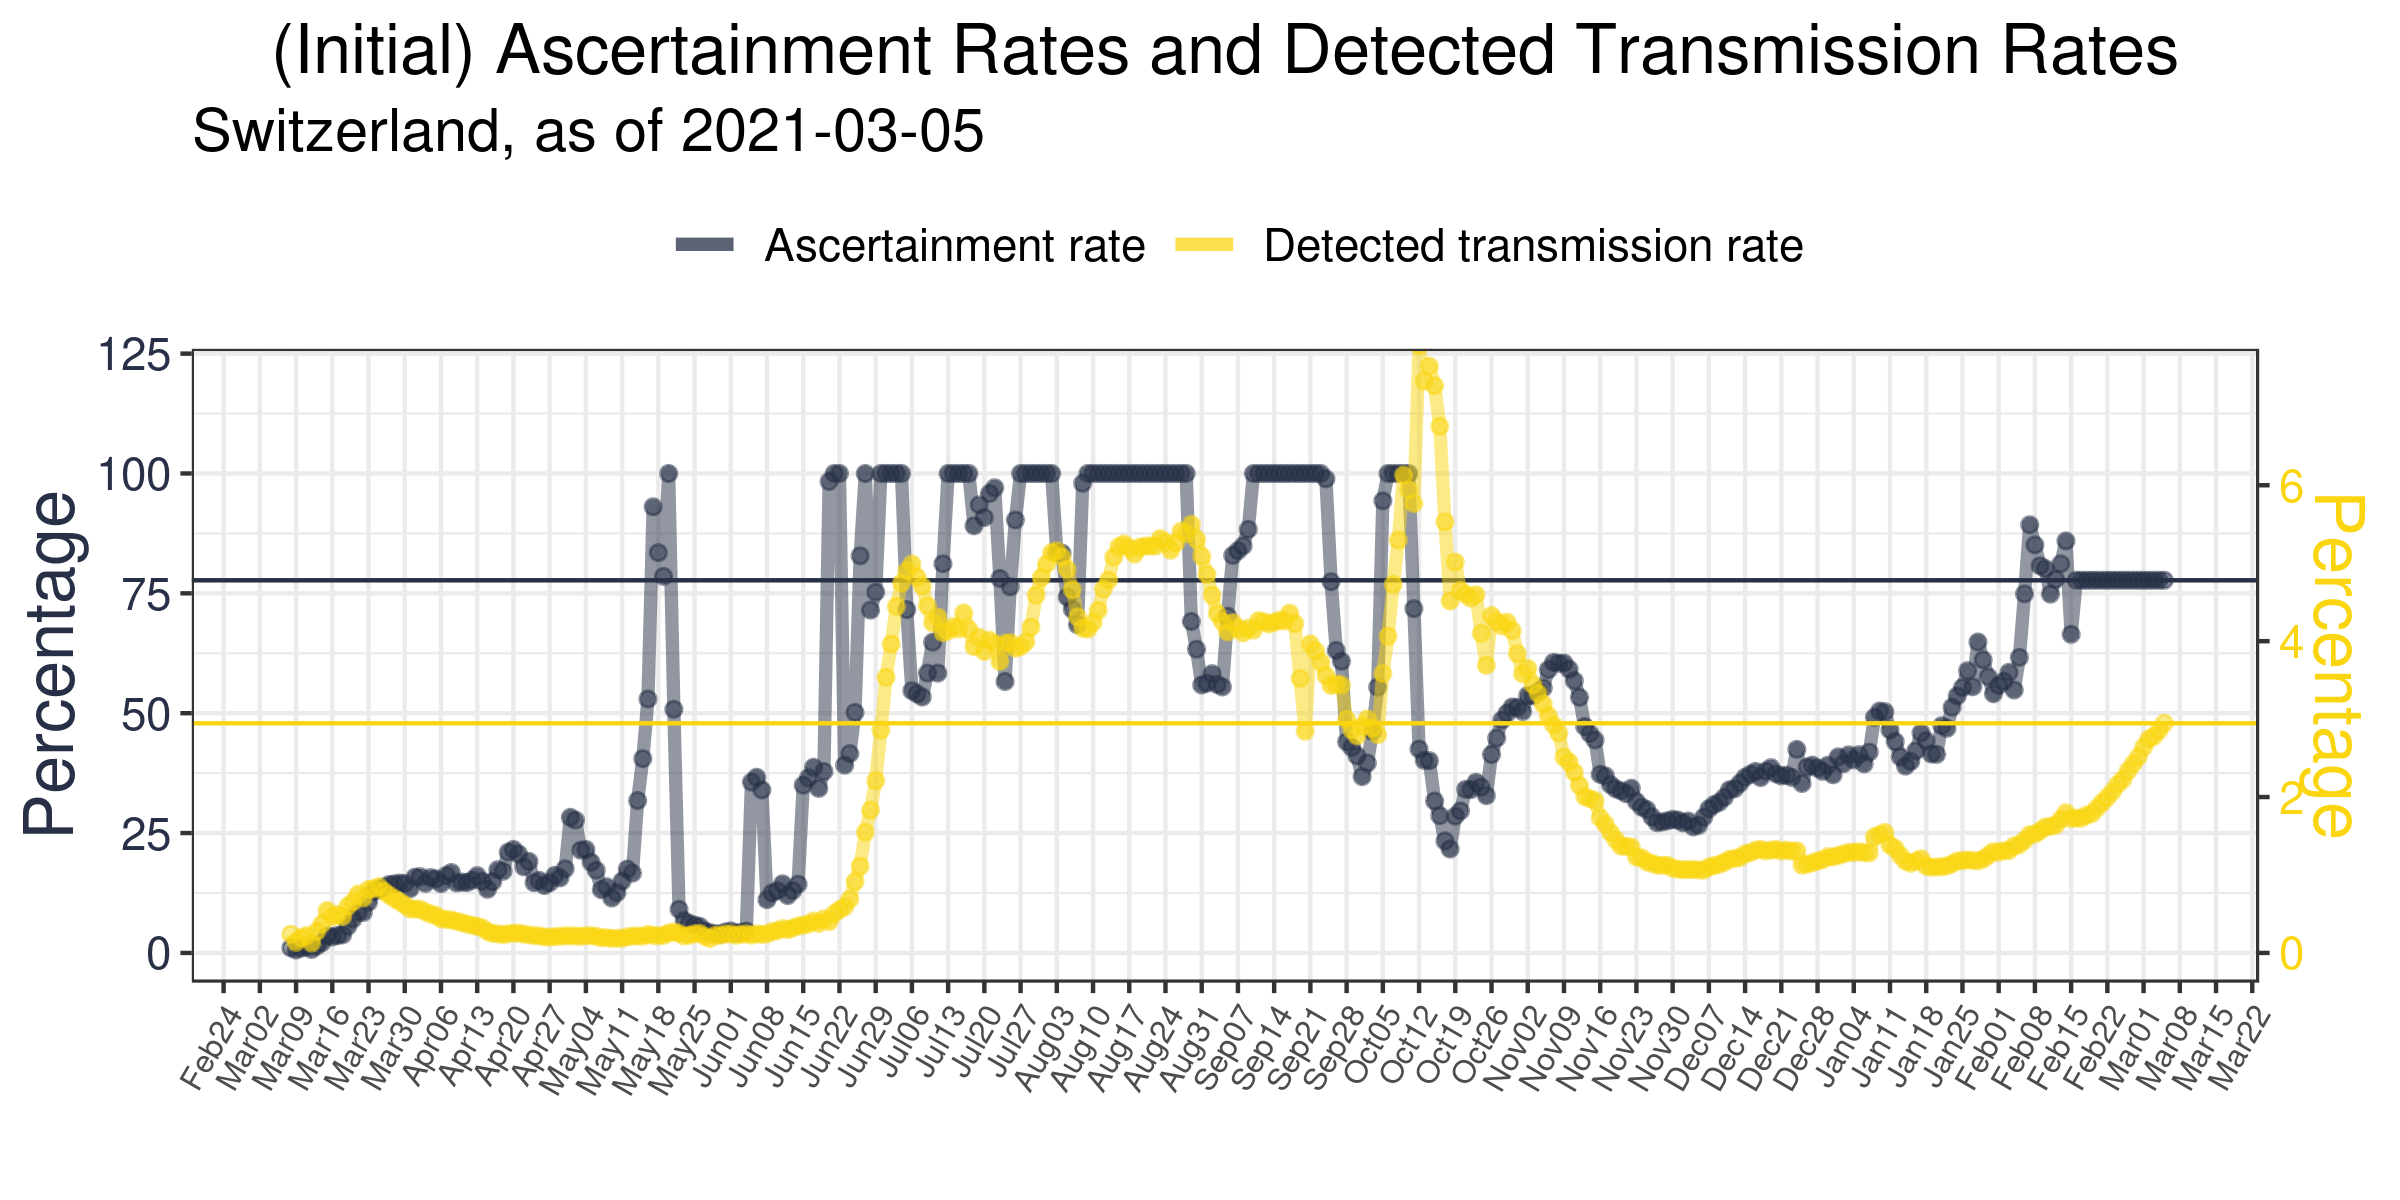 (Initial) Ascertainment Rates and Detected Transmission Rates
Switzerland, as of 2021-03-05
Ascertainment rate
Detected transmission rate
125
100
75
50
25
0
Percentage
6
4
2
0
Percentage
Feb24
Mar02
Mar09
Mar16
Mar23
Mar30
Apr06
Apr13
Apr20
Apr27
May04
May11
May18
May25
Jun01
Jun08
Jun15
Jun22
Jun29
Jul06
Jul13
Jul20
Jul27
Aug03
Aug10
Aug17
Aug24
Aug31
Sep07
Sep14
Sep21
Sep28
Oct05
Oct12
Oct19
Oct26
Nov02
Nov09
Nov16
Nov23
Nov30
Dec07
Dec14
Dec21
Dec28
Jan04
Jan11
Jan18
Jan25
Feb01
Feb08
Feb15
Feb22
Mar01
Mar08
Mar15
Mar22